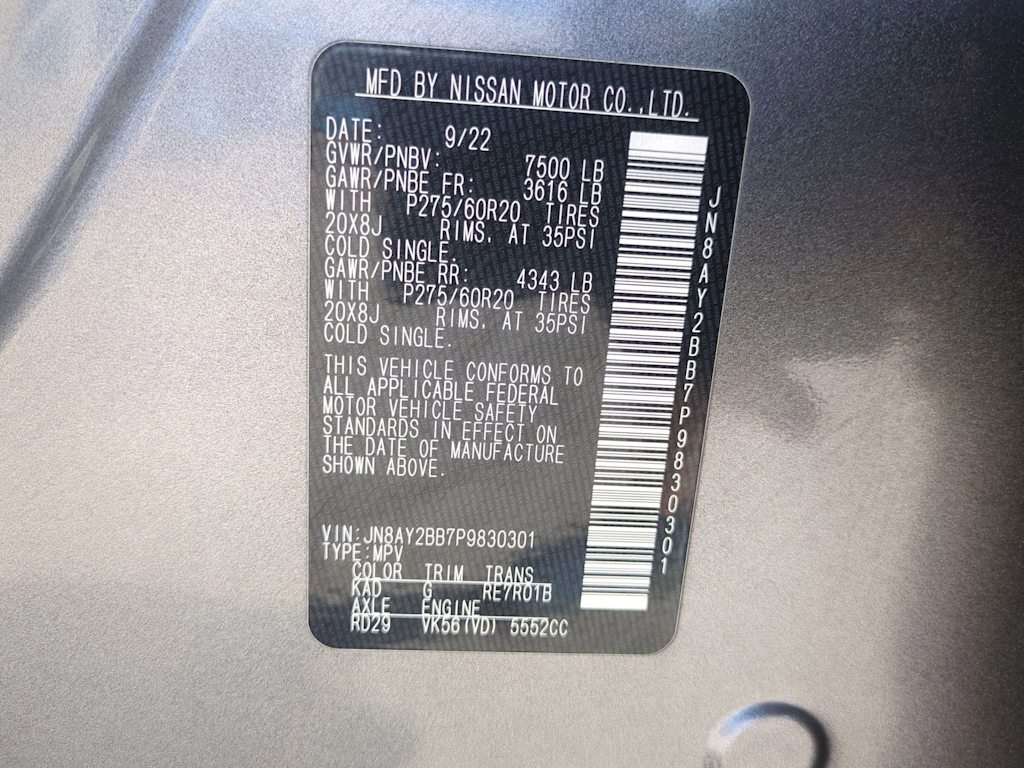 MFD BY NISSAN MOTOR CO.,LTD.
DATE: 9/22
GVWR/PNBV: 7500 LB
GAWR/PNBE FR: 3616 LB
WITH P275/60R20 TIRES
20X8J RIMS. AT 35PSI
COLD SINGLE.
GAWR/PNBE RR: 4343 LB
WITH P275/60R20 TIRES
20X8J RIMS. AT 35PSI
COLD SINGLE.
THIS VEHICLE CONFORMS TO
ALL APPLICABLE FEDERAL
MOTOR VEHICLE SAFETY
STANDARDS IN EFFECT ON
THE DATE OF MANUFACTURE
SHOWN ABOVE.
VIN:JN8AY2BB7P9830301
TYPE:MPV
COLOR TRIM TRANS
KAD G RE7R01B
AXLE ENGINE
RD29 VK56(VD) 5552CC
JN8AY2BB7P9830301